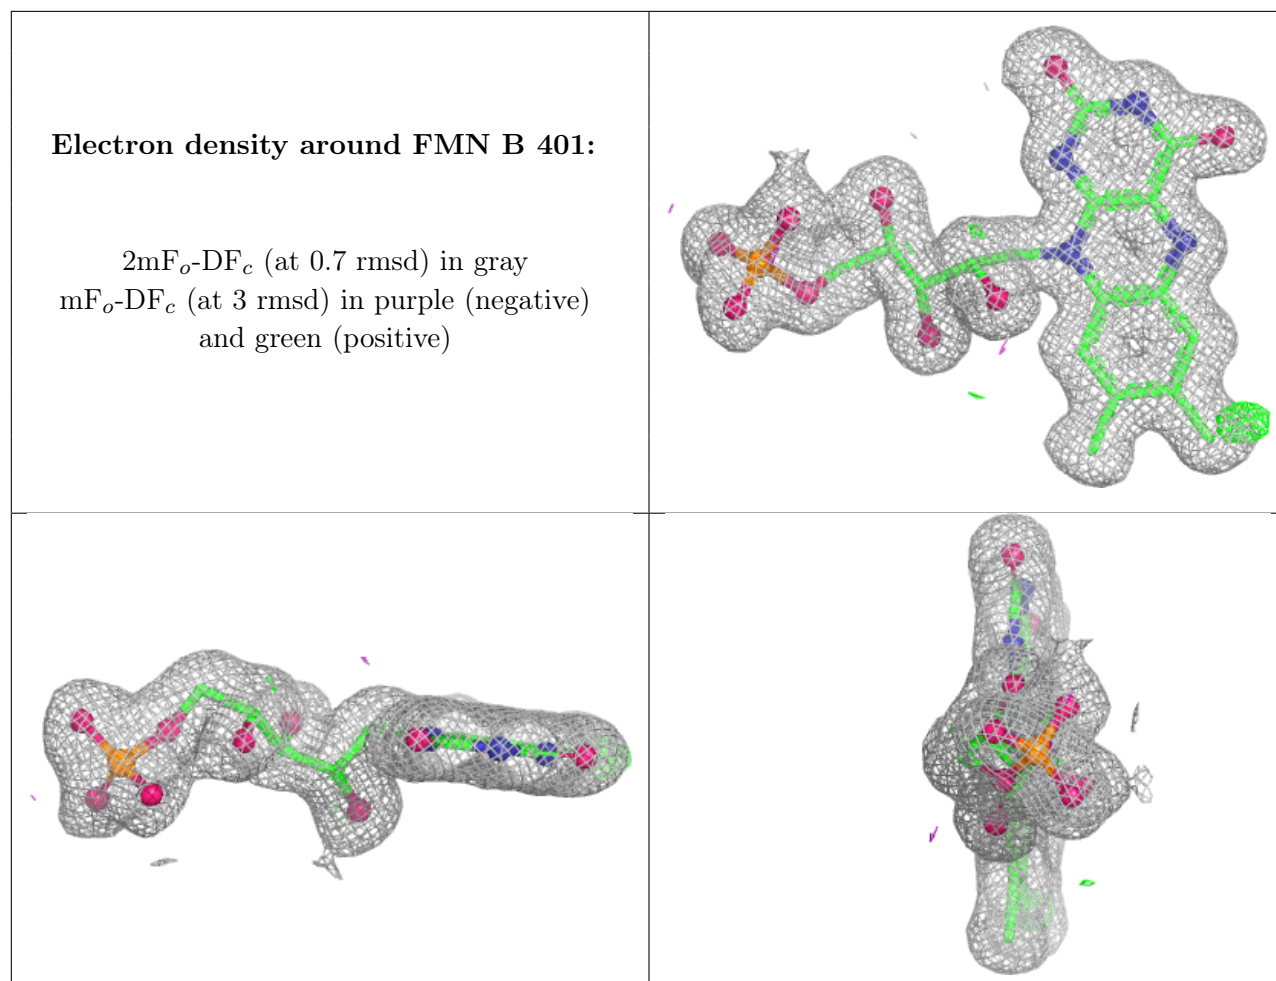 Electron density around FMN B 401:
2mFo-DFc (at 0.7 rmsd) in gray
mFo-DFc (at 3 rmsd) in purple (negative)
and green (positive)